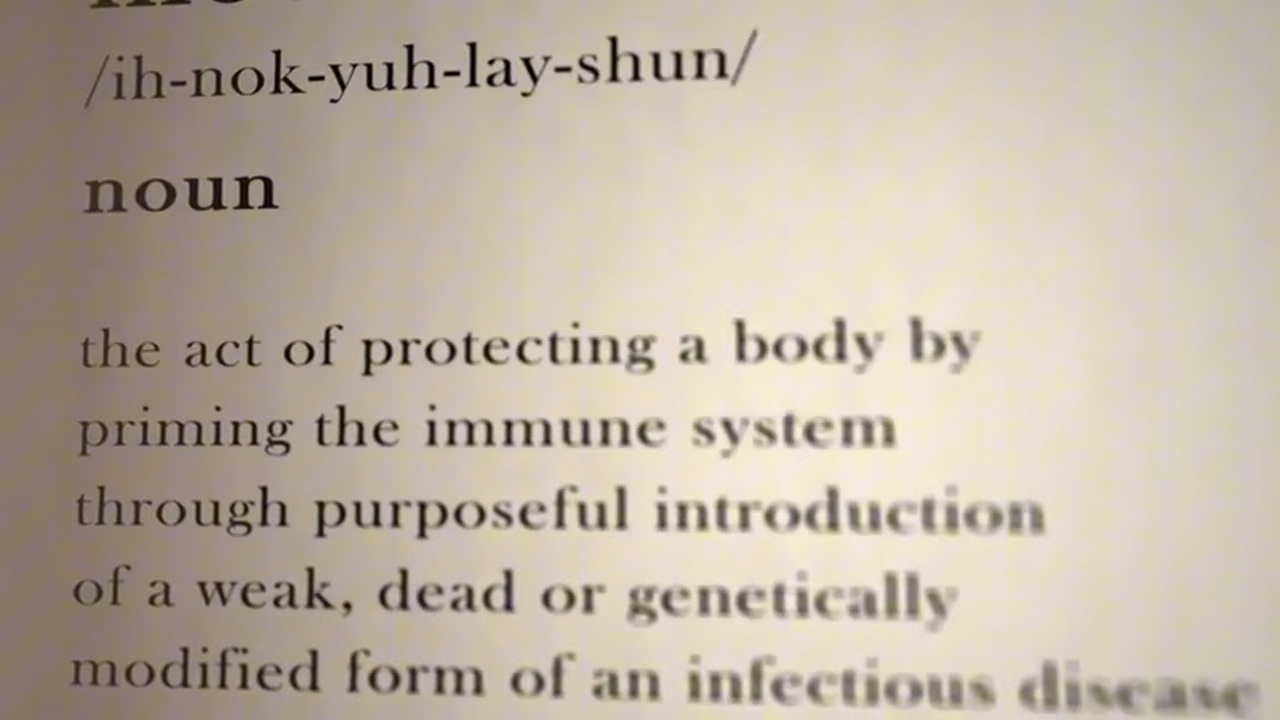 /ih-nok-yuh-lay-shun/
noun
the act of protecting a body by
priming the immune system
through purposeful introduction
of a weak, dead or genetically
modified form of an infectious disease